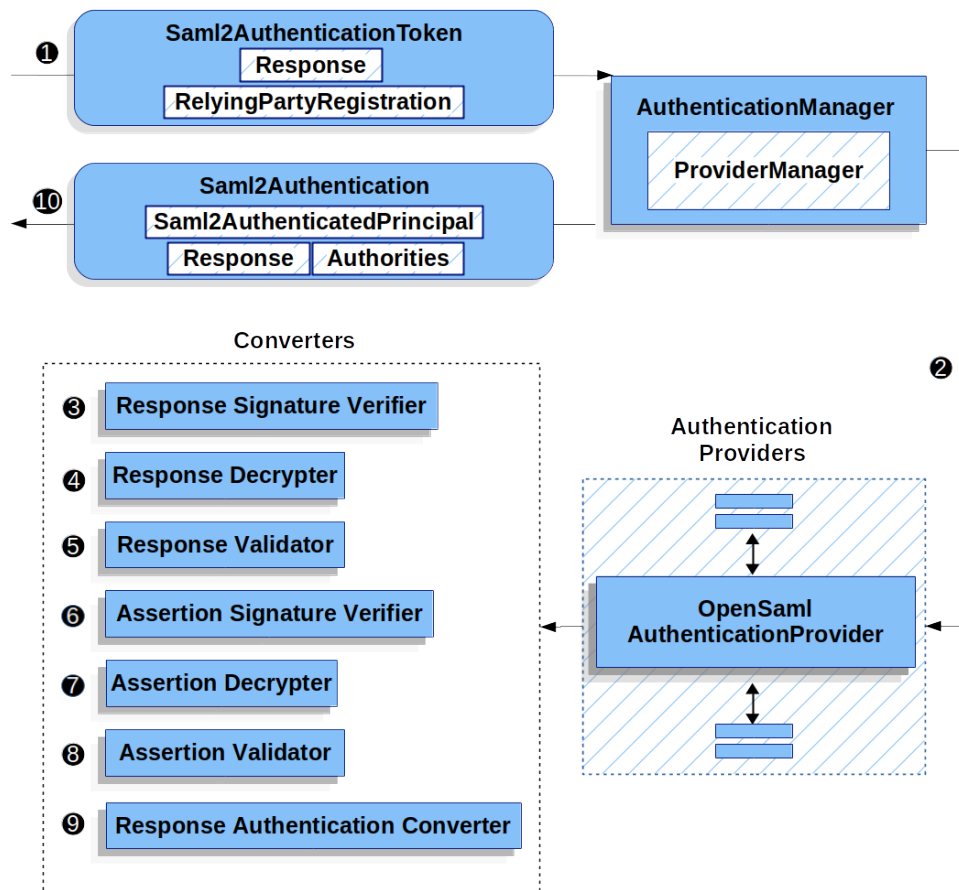 1
Saml2AuthenticationToken
Response
RelyingPartyRegistration
AuthenticationManager
ProviderManager
10
Saml2Authentication
Saml2AuthenticatedPrincipal
Response
Authorities
Converters
2
3
Response Signature Verifier
4
Response Decrypter
5
Response Validator
6
Assertion Signature Verifier
7
Assertion Decrypter
8
Assertion Validator
9
Response Authentication Converter
Authentication
Providers
OpenSaml
AuthenticationProvider